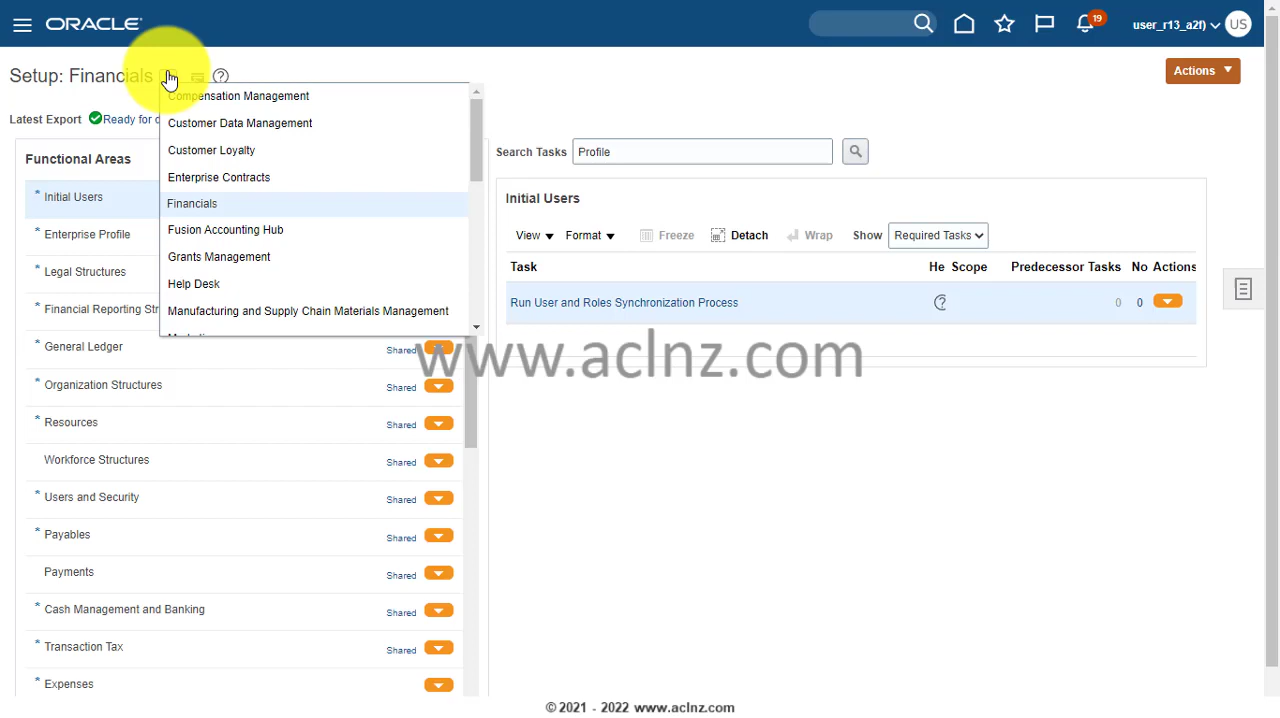 ORACLE
19
user_r13_a2f)
US
Setup: Financials
Actions
Latest Export Ready for d
Compensation Management
Customer Data Management
Customer Loyalty
Enterprise Contracts
Financials
Fusion Accounting Hub
Grants Management
Help Desk
Manufacturing and Supply Chain Materials Management
Functional Areas
* Initial Users
* Enterprise Profile
* Legal Structures
* Financial Reporting Str
* General Ledger Shared
* Organization Structures Shared
* Resources Shared
Workforce Structures Shared
* Users and Security Shared
* Payables Shared
Payments Shared
* Cash Management and Banking Shared
* Transaction Tax Shared
* Expenses
Search Tasks Profile
Initial Users
View Format Freeze Detach Wrap Show Required Tasks
Task He Scope Predecessor Tasks No Actions
Run User and Roles Synchronization Process 0 0
www.aclnz.com
© 2021 - 2022 www.aclnz.com